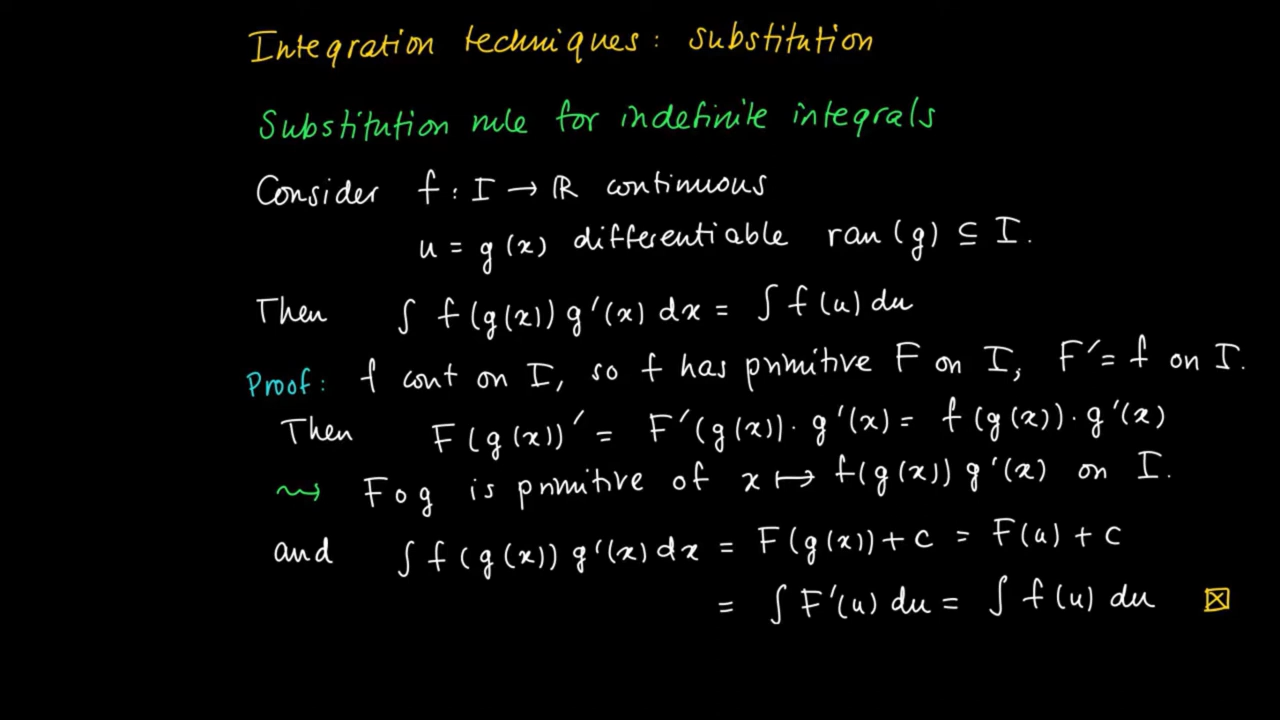 Integration techniques: substitution
Substitution rule for indefinite integrals
Consider f : I → ℝ continuous
u = g(x) differentiable ran(g) ⊆ I.
Then ∫ f(g(x)) g'(x) dx = ∫ f(u) du
Proof: f cont on I, so f has primitive F on I, F' = f on I.
Then F(g(x))' = F'(g(x)) · g'(x) = f(g(x)) · g'(x)
⇝ F∘g is primitive of x ↦ f(g(x)) g'(x) on I.
and ∫ f(g(x)) g'(x) dx = F(g(x)) + c = F(u) + c
= ∫ F'(u) du = ∫ f(u) du ⊠